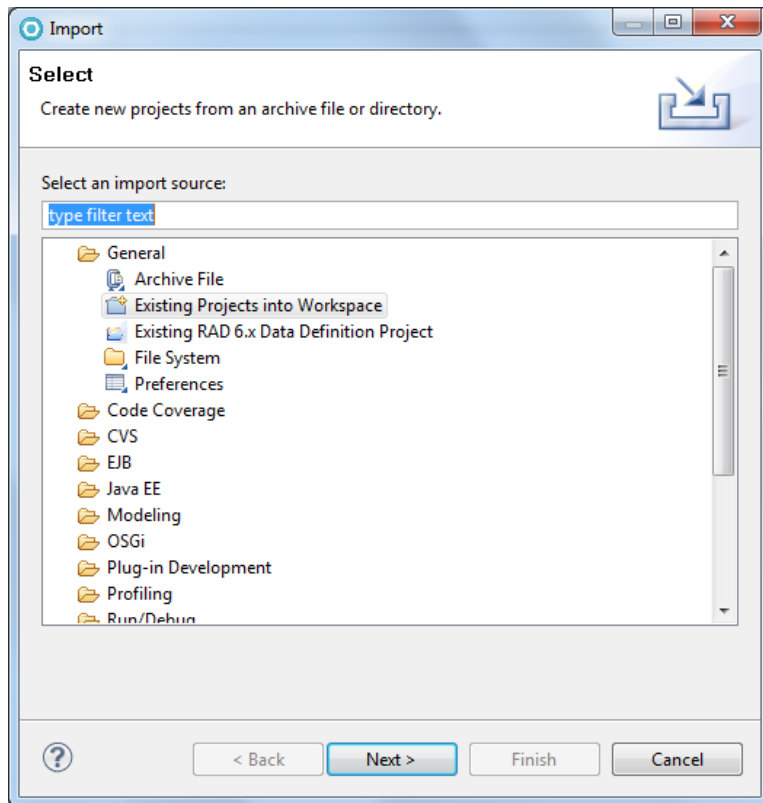 Import
Select
Create new projects from an archive file or directory.
Select an import source:
type filter text
General
Archive File
Existing Projects into Workspace
Existing RAD 6.x Data Definition Project
File System
Preferences
Code Coverage
CVS
EJB
Java EE
Modeling
OSGi
Plug-in Development
Profiling
Run/Debug
? < Back Next > Finish Cancel